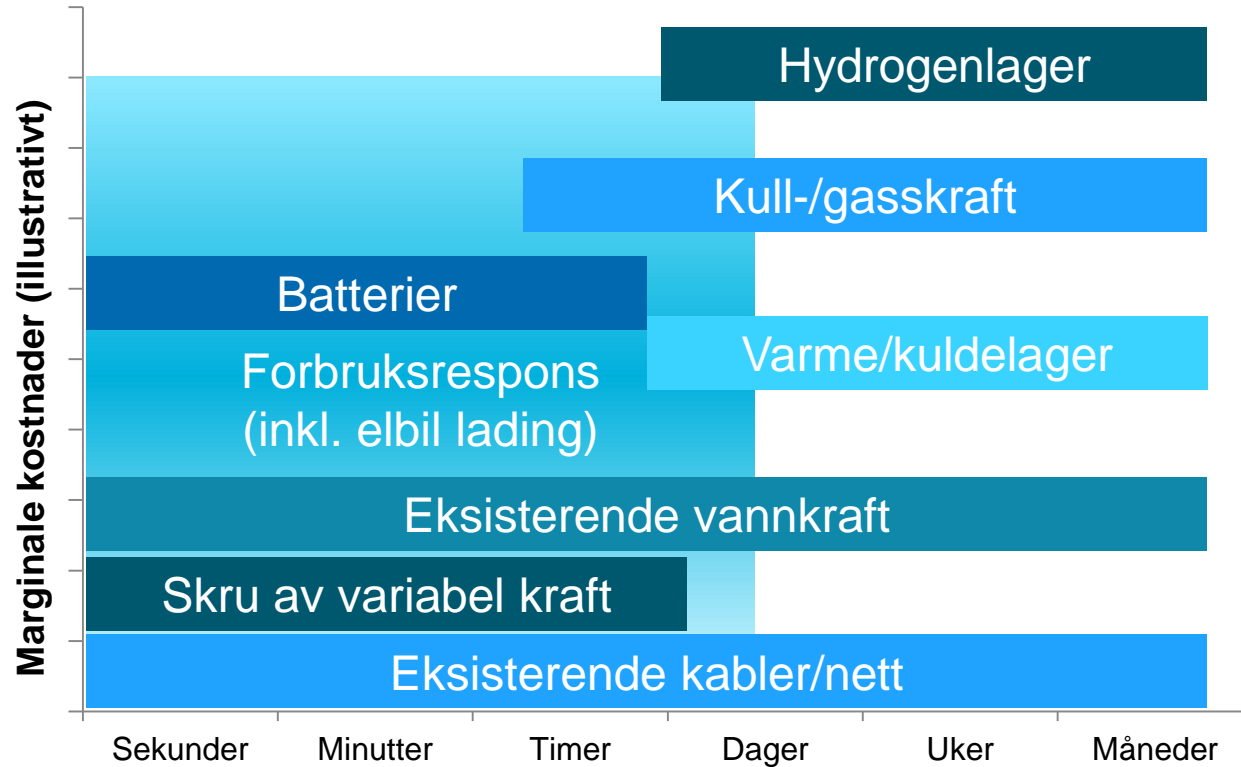 Marginale kostnader (illustrativt)
Hydrogenlager
Kull-/gasskraft
Batterier
Varme/kuldelager
Forbruksrespons
(inkl. elbil lading)
Eksisterende vannkraft
Skru av variabel kraft
Eksisterende kabler/nett
Sekunder Minutter Timer Dager Uker Måneder